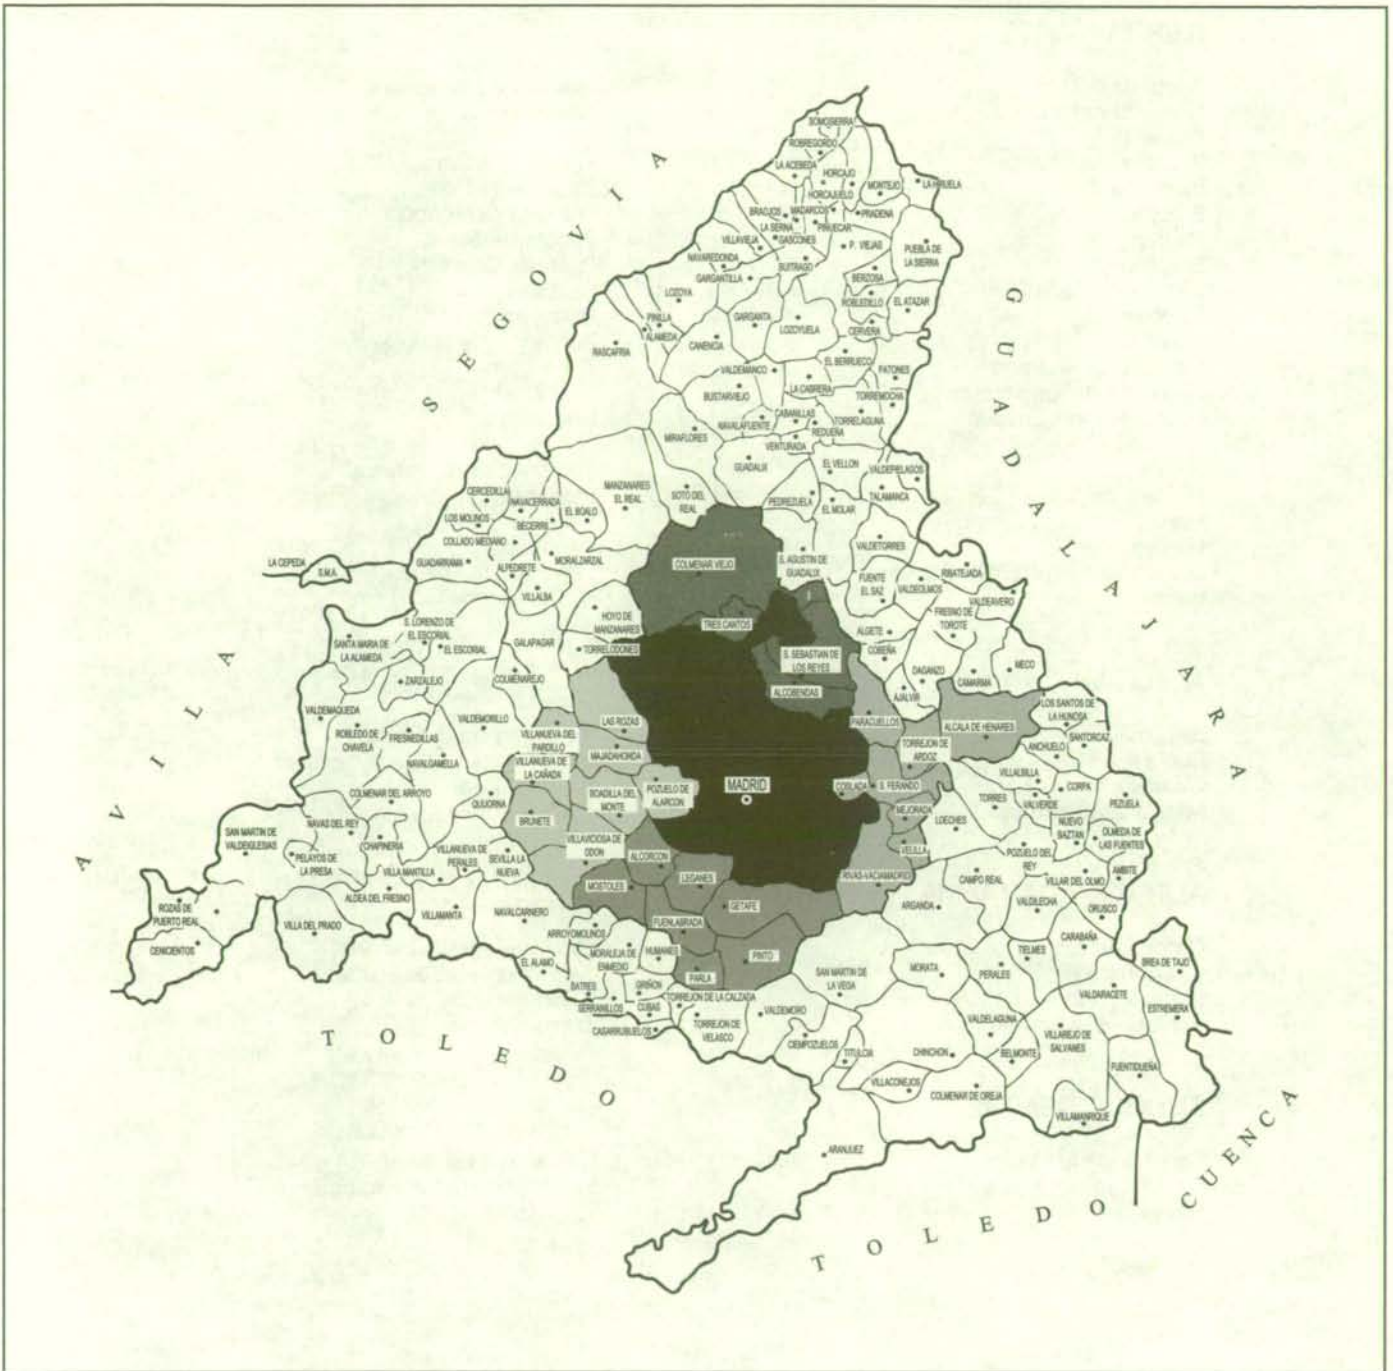 SEGOVIA
GUADALAJARA
AVILA
TOLEDO
TOLEDO
CUENCA
SOMOSIERRA
ROBREGORDO
LA ACEBEDA
HORCAJO
HORCAJUELO
MONTEJO
LA HIRUELA
BRAOJOS
MADARCOS
PRADENA
LA SERNA
PIÑUECAR
VILLAVIEJA
GASCONES
P. VIEJAS
PUEBLA DE
LA SIERRA
NAVAREDONDA
BUITRAGO
GARGANTILLA
BERZOSA
LOZOYA
ROBLEDILLO
EL ATAZAR
PINILLA
ALAMEDA
GARGANTA
LOZOYUELA
CERVERA
RASCAFRIA
CANENCIA
EL BERRUECO
VALDEMANCO
PATONES
BUSTARVIEJO
LA CABRERA
TORREMOCHA
CABANILLAS
NAVALAFUENTE
REDUEÑA
TORRELAGUNA
MIRAFLORES
VENTURADA
GUADALIX
EL VELLON
VALDEPIELAGOS
MANZANARES
EL REAL
SOTO DEL
REAL
PEDREZUELA
TALAMANCA
EL MOLAR
CERCEDILLA
NAVACERRADA
EL BOALO
LOS MOLINOS
BECERRIL
COLLADO MEDIANO
GUADARRAMA
ALPEDRETE
MORALZARZAL
VILLALBA
LA CEPEDA
S.M.A.
COLMENAR VIEJO
S. AGUSTIN DE
GUADALIX
VALDETORRES
RIBATEJADA
FUENTE
EL SAZ
VALDEOLMOS
VALDEAVERO
FRESNO DE
TOROTE
HOYO DE
MANZANARES
TRES CANTOS
S. LORENZO DE
EL ESCORIAL
SANTA MARIA DE
LA ALAMEDA
EL ESCORIAL
GALAPAGAR
TORRELODONES
ALGETE
COBEÑA
S. SEBASTIAN DE
LOS REYES
ALCOBENDAS
DAGANZO
CAMARMA
MECO
AJALVIR
ZARZALEJO
COLMENAREJO
VALDEMAQUEDA
ROBLEDO DE
CHAVELA
FRESNEDILLAS
VALDEMORILLO
NAVALGAMELLA
LAS ROZAS
VILLANUEVA DEL
PARDILLO
MAJADAHONDA
VILLANUEVA DE
LA CAÑADA
PARACUELLOS
ALCALA DE HENARES
LOS SANTOS DE
LA HUMOSA
SANTORCAZ
ANCHUELO
TORREJON DE
ARDOZ
VILLALBILLA
CORPA
PEZUELA
COLMENAR DEL ARROYO
QUIJORNA
BOADILLA DEL
MONTE
POZUELO DE
ALARCON
MADRID
COSLADA
S. FERANDO
MEJORADA
LOECHES
TORRES
VALVERDE
NUEVO
BAZTAN
OLMEDA DE
LAS FUENTES
BRUNETE
NAVAS DEL REY
SAN MARTIN DE
VALDEIGLESIAS
CHAPINERIA
PELAYOS DE
LA PRESA
VILLANUEVA DE
PERALES
SEVILLA LA
NUEVA
VILLAVICIOSA DE
ODON
ALCORCON
VELILLA
POZUELO DEL
REY
VILLA MANTILLA
ALDEA DEL FRESNO
MOSTOLES
LEGANES
RIVAS-VACIAMADRID
CAMPO REAL
VILLAR DEL OLMO
AMBITE
ROZAS DE
PUERTO REAL
VILLA DEL PRADO
VILLAMANTA
NAVALCARNERO
GETAFE
FUENLABRADA
ARGANDA
VALDILECHA
ORUSCO
CENICIENTOS
ARROYOMOLINOS
MORALEJA DE
ENMEDIO
HUMANES
PINTO
PARLA
CARABAÑA
TIELMES
BREA DE TAJO
EL ALAMO
BATRES
GRIÑON
SAN MARTIN DE
LA VEGA
MORATA
PERALES
VALDARACETE
ESTREMERA
SERRANILLOS
CUBAS
TORREJON DE LA CALZADA
TORREJON DE
VELASCO
VALDEMORO
CASARRUBUELOS
CIEMPOZUELOS
TITULCIA
VALDELAGUNA
CHINCHON
BELMONTE
VILLAREJO DE
SALVANES
FUENTIDUEÑA
VILLACONEJOS
COLMENAR DE OREJA
VILLAMANRIQUE
ARANJUEZ